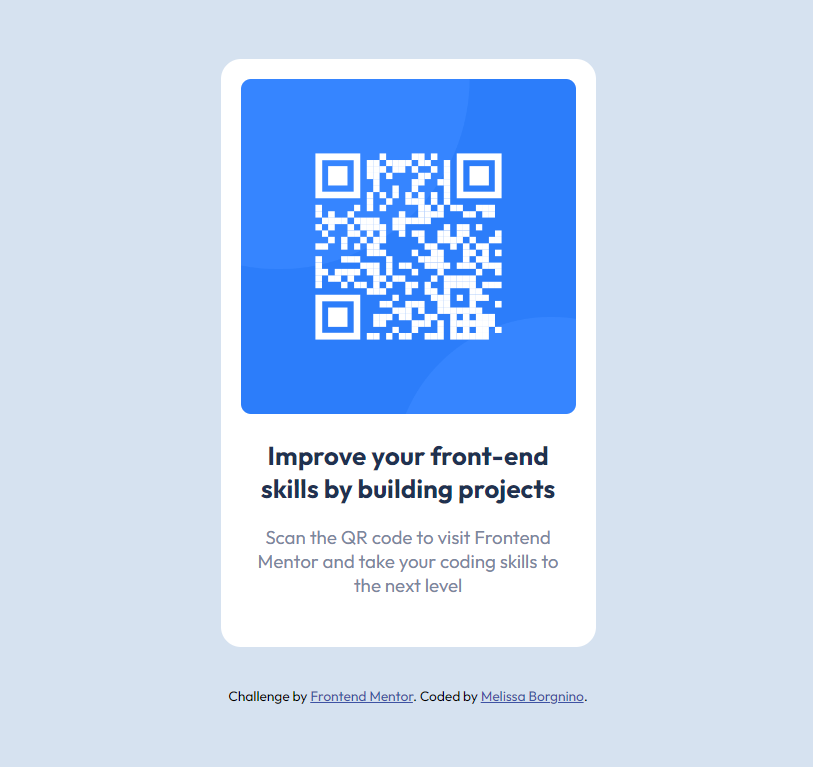 Improve your front-end
skills by building projects
Scan the QR code to visit Frontend
Mentor and take your coding skills to
the next level
Challenge by Frontend Mentor. Coded by Melissa Borgnino.